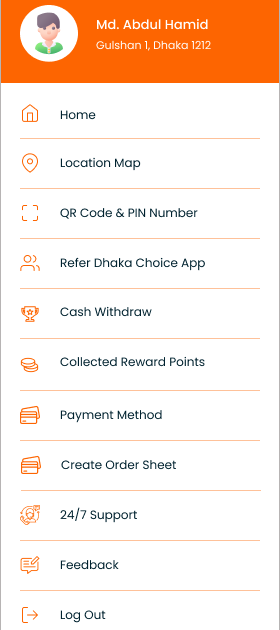 Md. Abdul Hamid
Gulshan 1, Dhaka 1212
Home
Location Map
QR Code & PIN Number
Refer Dhaka Choice App
Cash Withdraw
Collected Reward Points
Payment Method
Create Order Sheet
24/7 Support
Feedback
Log Out